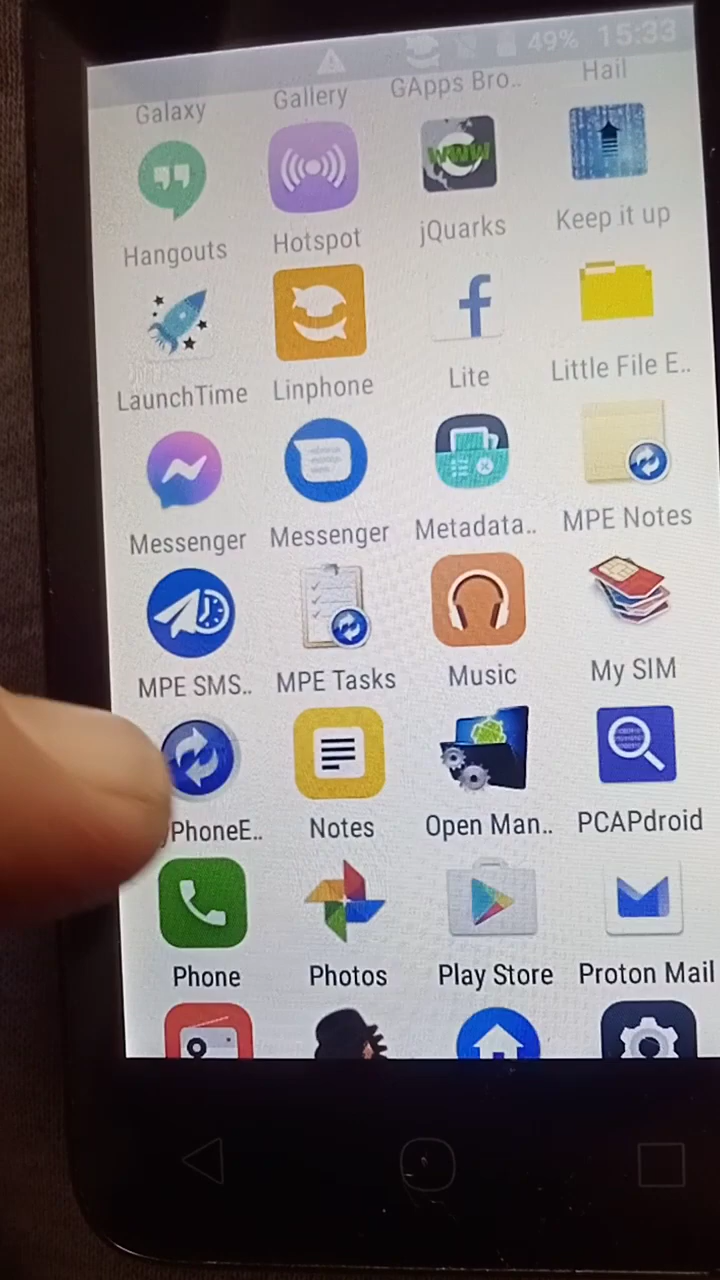 49% 15:33
Galaxy Gallery GApps Bro.. Hail
www
Hangouts Hotspot jQuarks Keep it up
LaunchTime Linphone Lite Little File E..
Messenger Messenger Metadata.. MPE Notes
MPE SMS.. MPE Tasks Music My SIM
PhoneE.. Notes Open Man.. PCAPdroid
Phone Photos Play Store Proton Mail